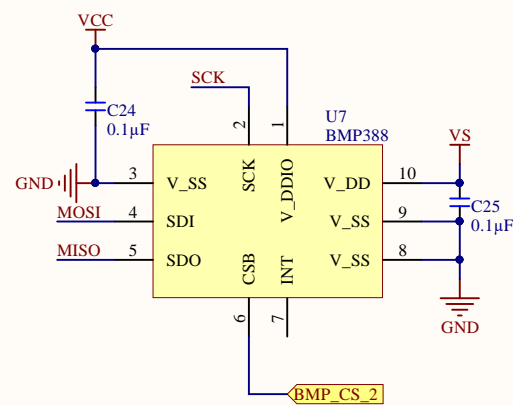 VCC
SCK
C24
0.1µF
2
1
U7
BMP388
VS
GND
3
V_SS
SCK
V_DDIO
V_DD
10
MOSI
4
SDI
V_SS
9
C25
0.1µF
MISO
5
SDO
CSB
INT
V_SS
8
6
7
GND
BMP_CS_2